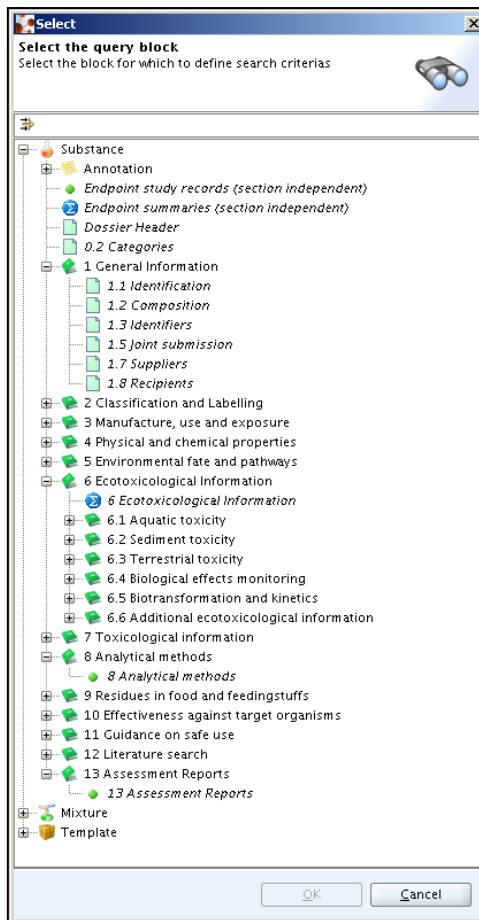 Select
Select the query block
Select the block for which to define search criterias
Substance
Annotation
Endpoint study records (section independent)
Endpoint summaries (section independent)
Dossier Header
0.2 Categories
1 General Information
1.1 Identification
1.2 Composition
1.3 Identifiers
1.5 Joint submission
1.7 Suppliers
1.8 Recipients
2 Classification and Labelling
3 Manufacture, use and exposure
4 Physical and chemical properties
5 Environmental fate and pathways
6 Ecotoxicological Information
6 Ecotoxicological Information
6.1 Aquatic toxicity
6.2 Sediment toxicity
6.3 Terrestrial toxicity
6.4 Biological effects monitoring
6.5 Biotransformation and kinetics
6.6 Additional ecotoxicological information
7 Toxicological information
8 Analytical methods
8 Analytical methods
9 Residues in food and feedingstuffs
10 Effectiveness against target organisms
11 Guidance on safe use
12 Literature search
13 Assessment Reports
13 Assessment Reports
Mixture
Template
OK Cancel